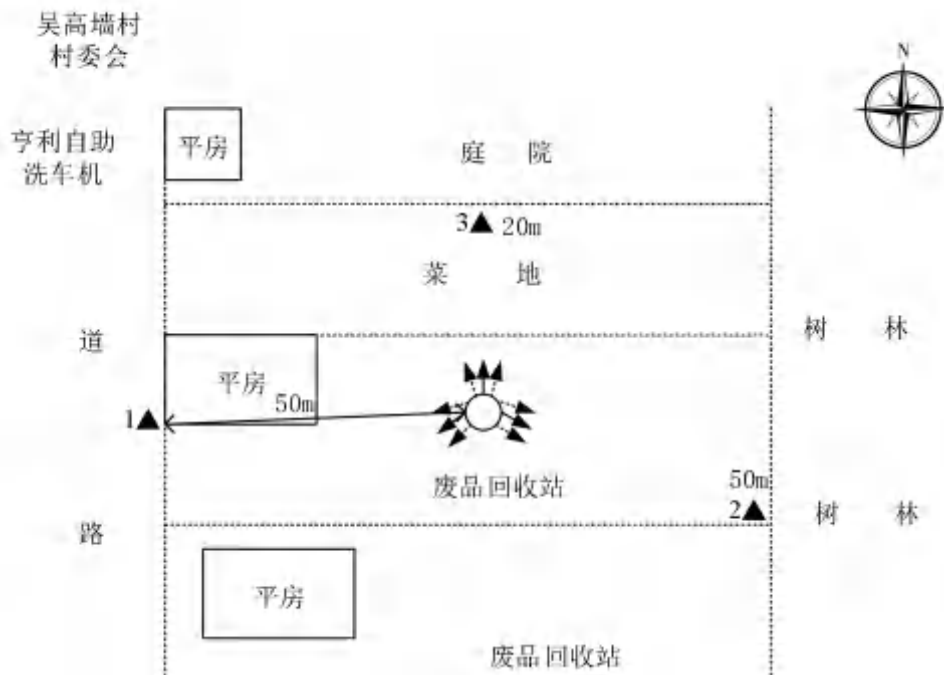 吴高墙村
村委会
N
亨利自助
洗车机
平房
庭 院
3▲ 20m
菜 地
道
树 林
平房
50m
1▲
废品回收站
50m
2▲
树 林
路
平房
废品回收站